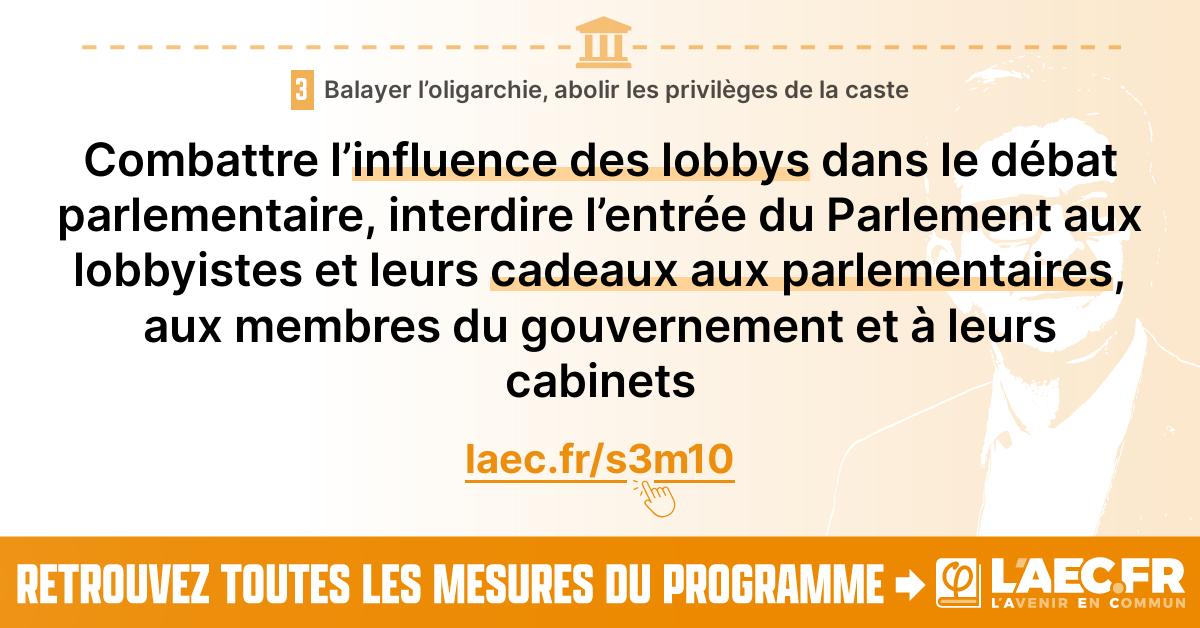 3 Balayer l’oligarchie, abolir les privilèges de la caste
Combattre l’influence des lobbys dans le débat
parlementaire, interdire l’entrée du Parlement aux
lobbyistes et leurs cadeaux aux parlementaires,
aux membres du gouvernement et à leurs
cabinets
laec.fr/s3m10
RETROUVEZ TOUTES LES MESURES DU PROGRAMME
φ L'AEC.FR
L'AVENIR EN COMMUN